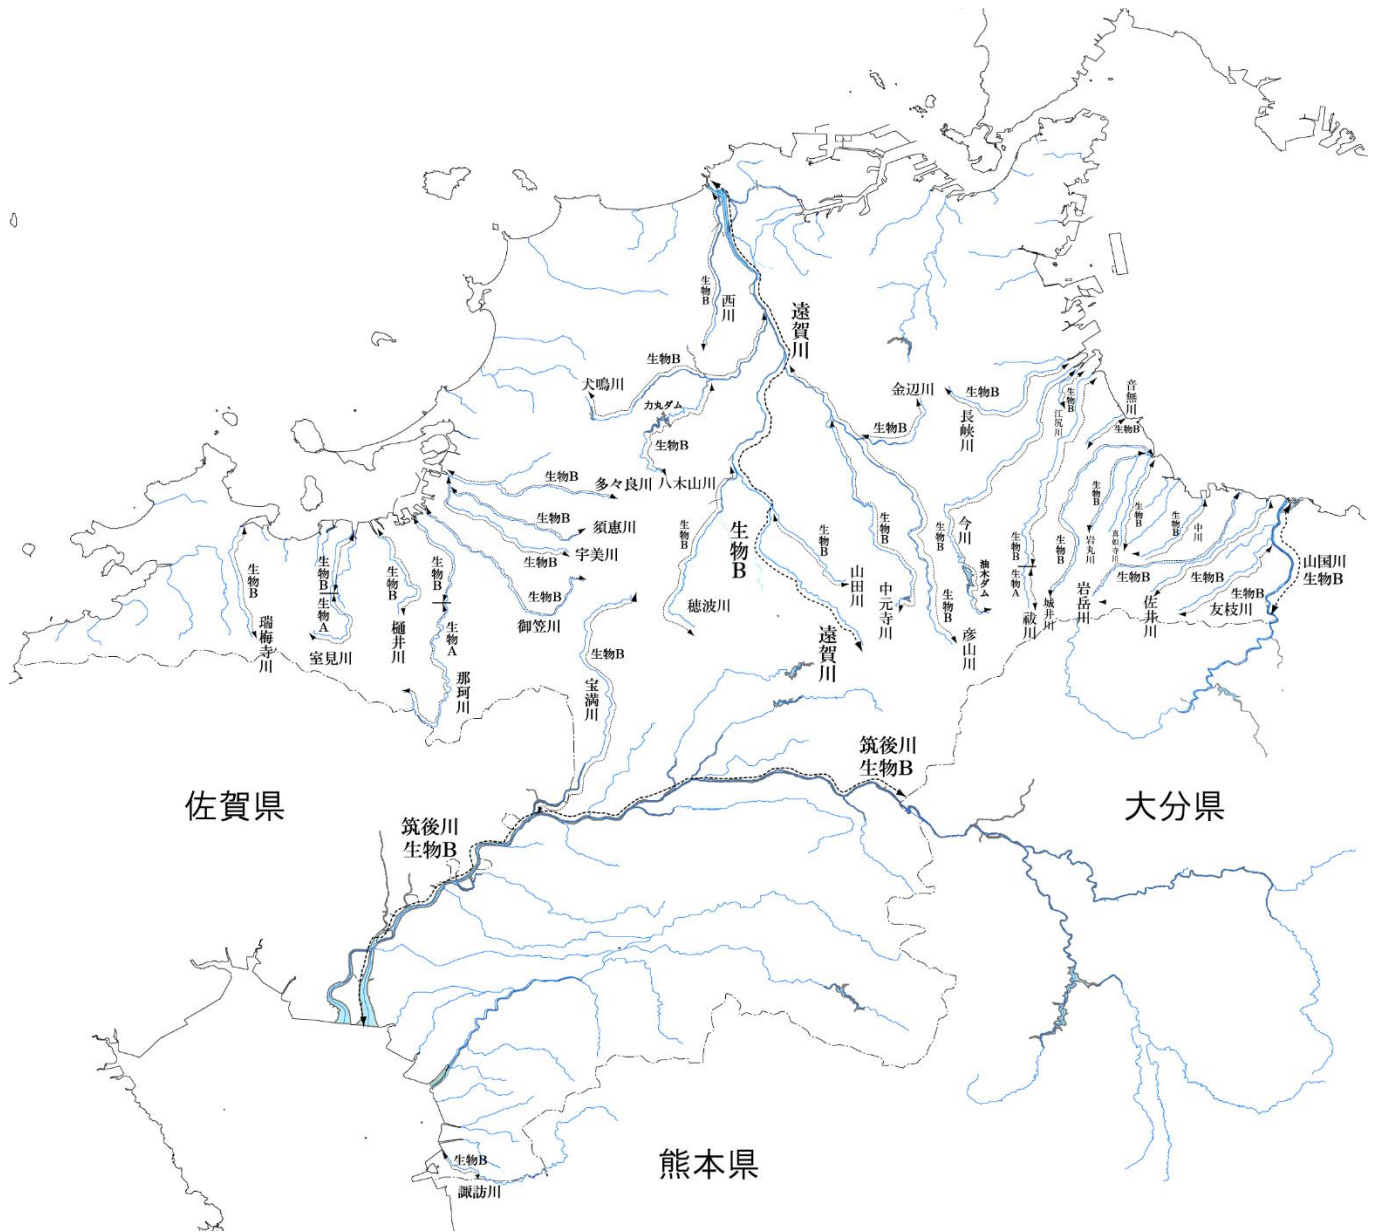 生物B
西川
遠賀川
生物B
犬鳴川
力丸ダム
生物B
八木山川
金辺川
生物B
生物B
長峡川
生物B
江尻川
音無川
生物B
生物B
多々良川
生物B
須恵川
宇美川
生物B
生物B
御笠川
生物B
瑞梅寺川
生物B
生物A
室見川
生物B
樋井川
生物B
生物A
那珂川
生物B
宝満川
生物B
穂波川
生物B
遠賀川
生物B
山田川
生物B
中元寺川
生物B
彦山川
今川
油木ダム
生物B
生物A
祓川
生物B
城井川
生物B
岩丸川
生物B
真如寺川
生物B
中川
生物B
岩岳川
生物B
佐井川
生物B
友枝川
山国川
生物B
筑後川
生物B
佐賀県
大分県
筑後川
生物B
熊本県
生物B
諏訪川